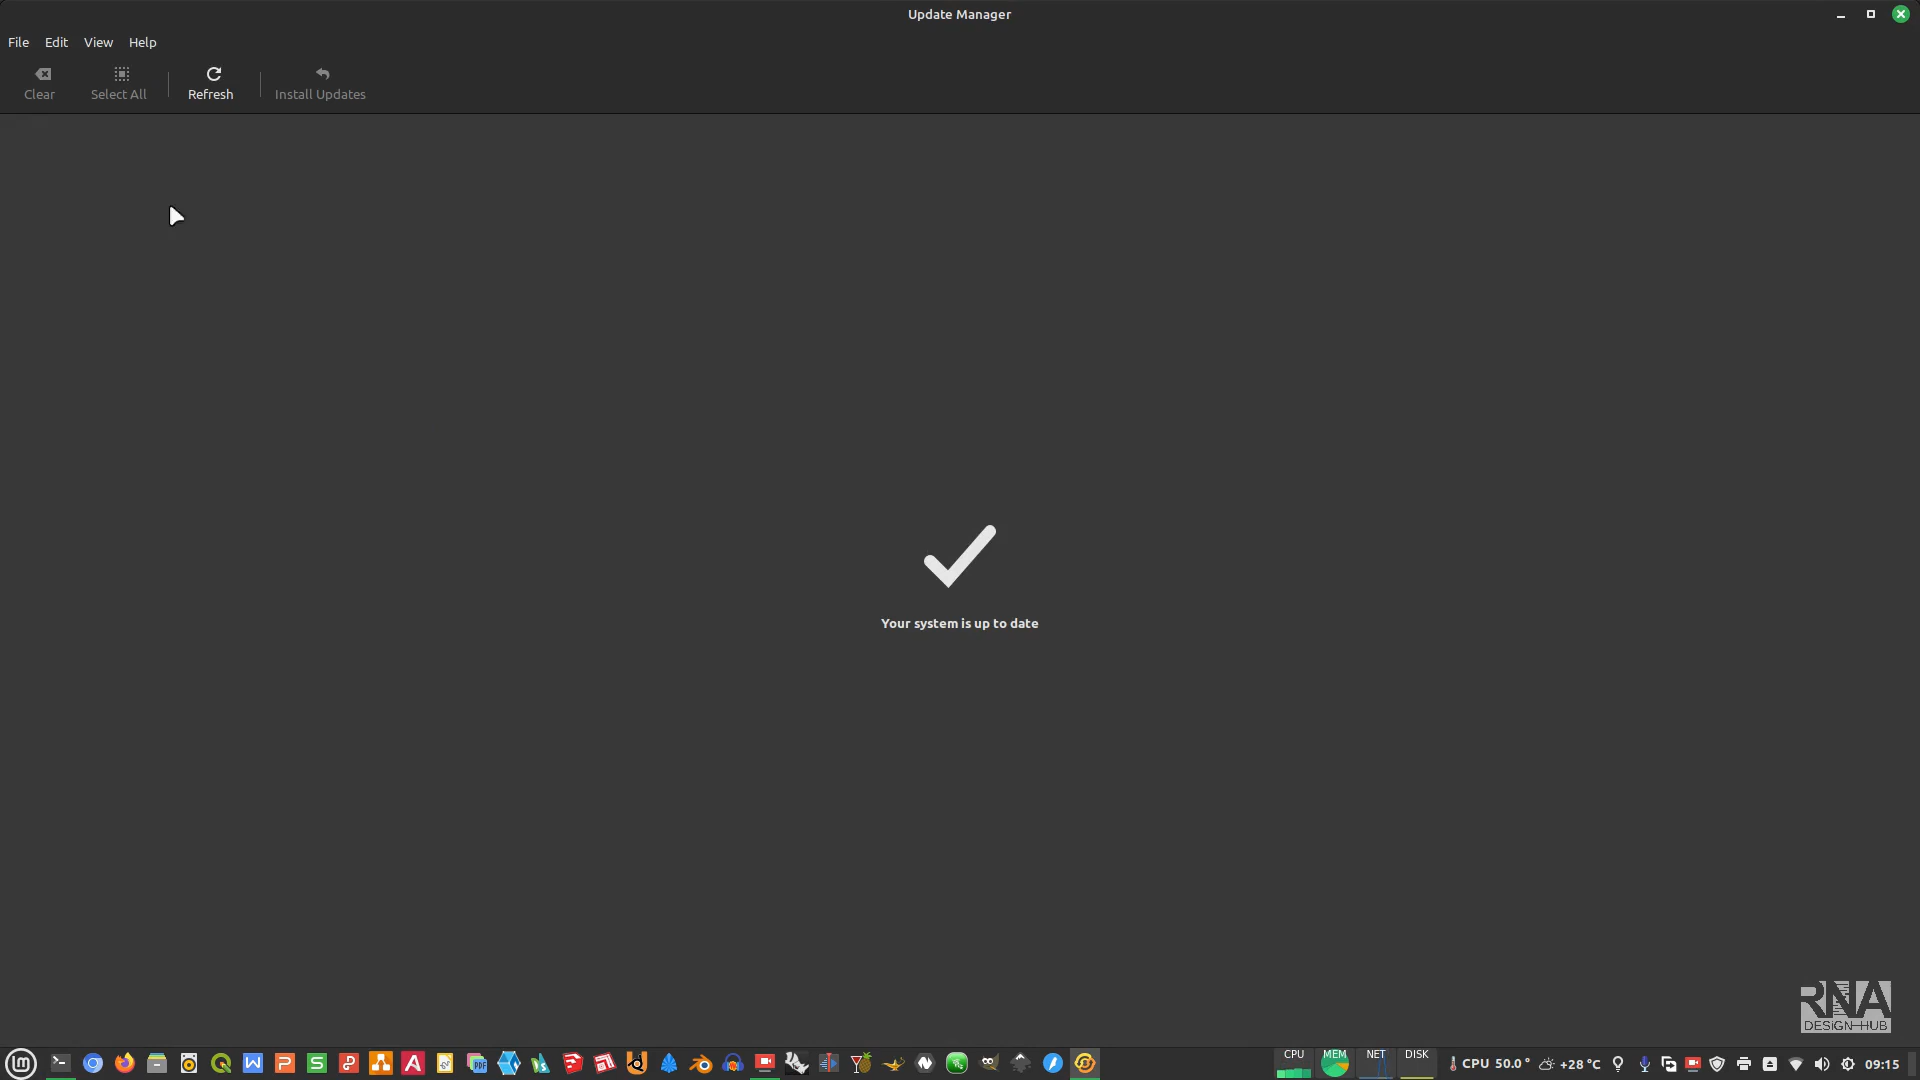 Update Manager
File Edit View Help
Clear Select All Refresh Install Updates
Your system is up to date
RNA
DESIGN-HUB
CPU MEM NET DISK CPU 50.0° +28 °C 09:15